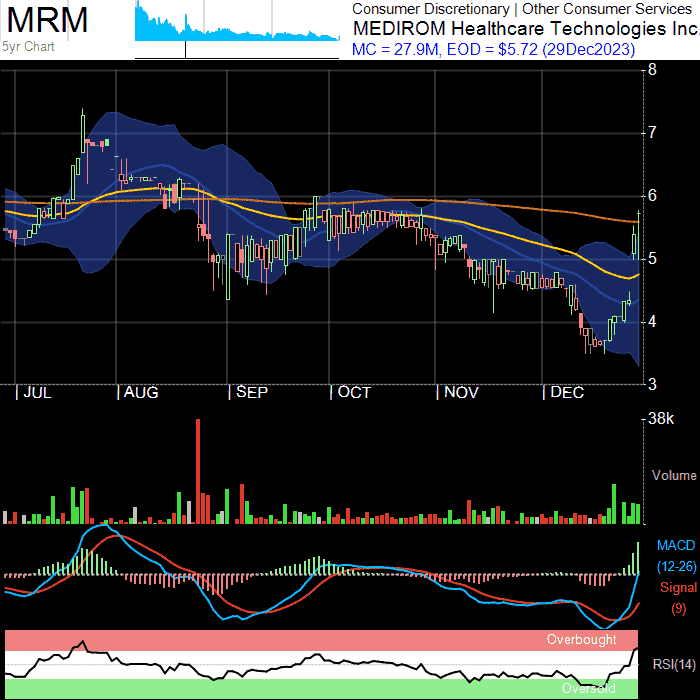 MRM
5yr Chart
Consumer Discretionary | Other Consumer Services
MEDIROM Healthcare Technologies Inc.
MC = 27.9M, EOD = $5.72 (29Dec2023)
8
7
6
5
4
3
JUL AUG SEP OCT NOV DEC
38k
Volume
MACD
(12-26)
Signal
(9)
Overbought
RSI(14)
Oversold